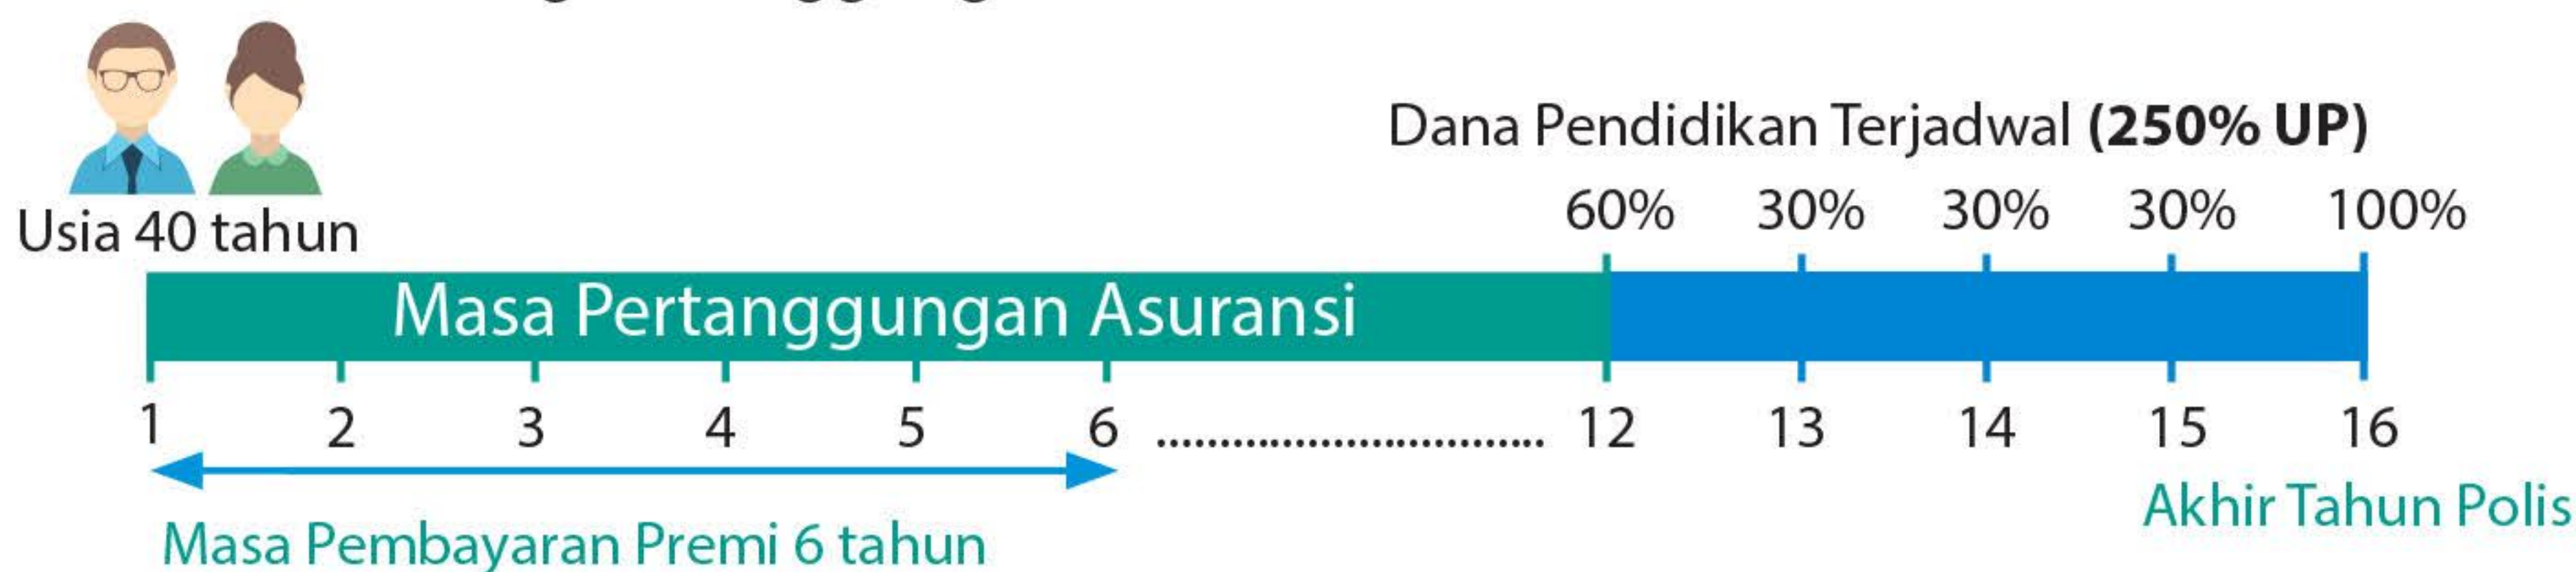 Dana Pendidikan Terjadwal (250% UP)
60% 30% 30% 30% 100%
Usia 40 tahun
Masa Pertanggungan Asuransi
1 2 3 4 5 6 ............................... 12 13 14 15 16
Akhir Tahun Polis
Masa Pembayaran Premi 6 tahun